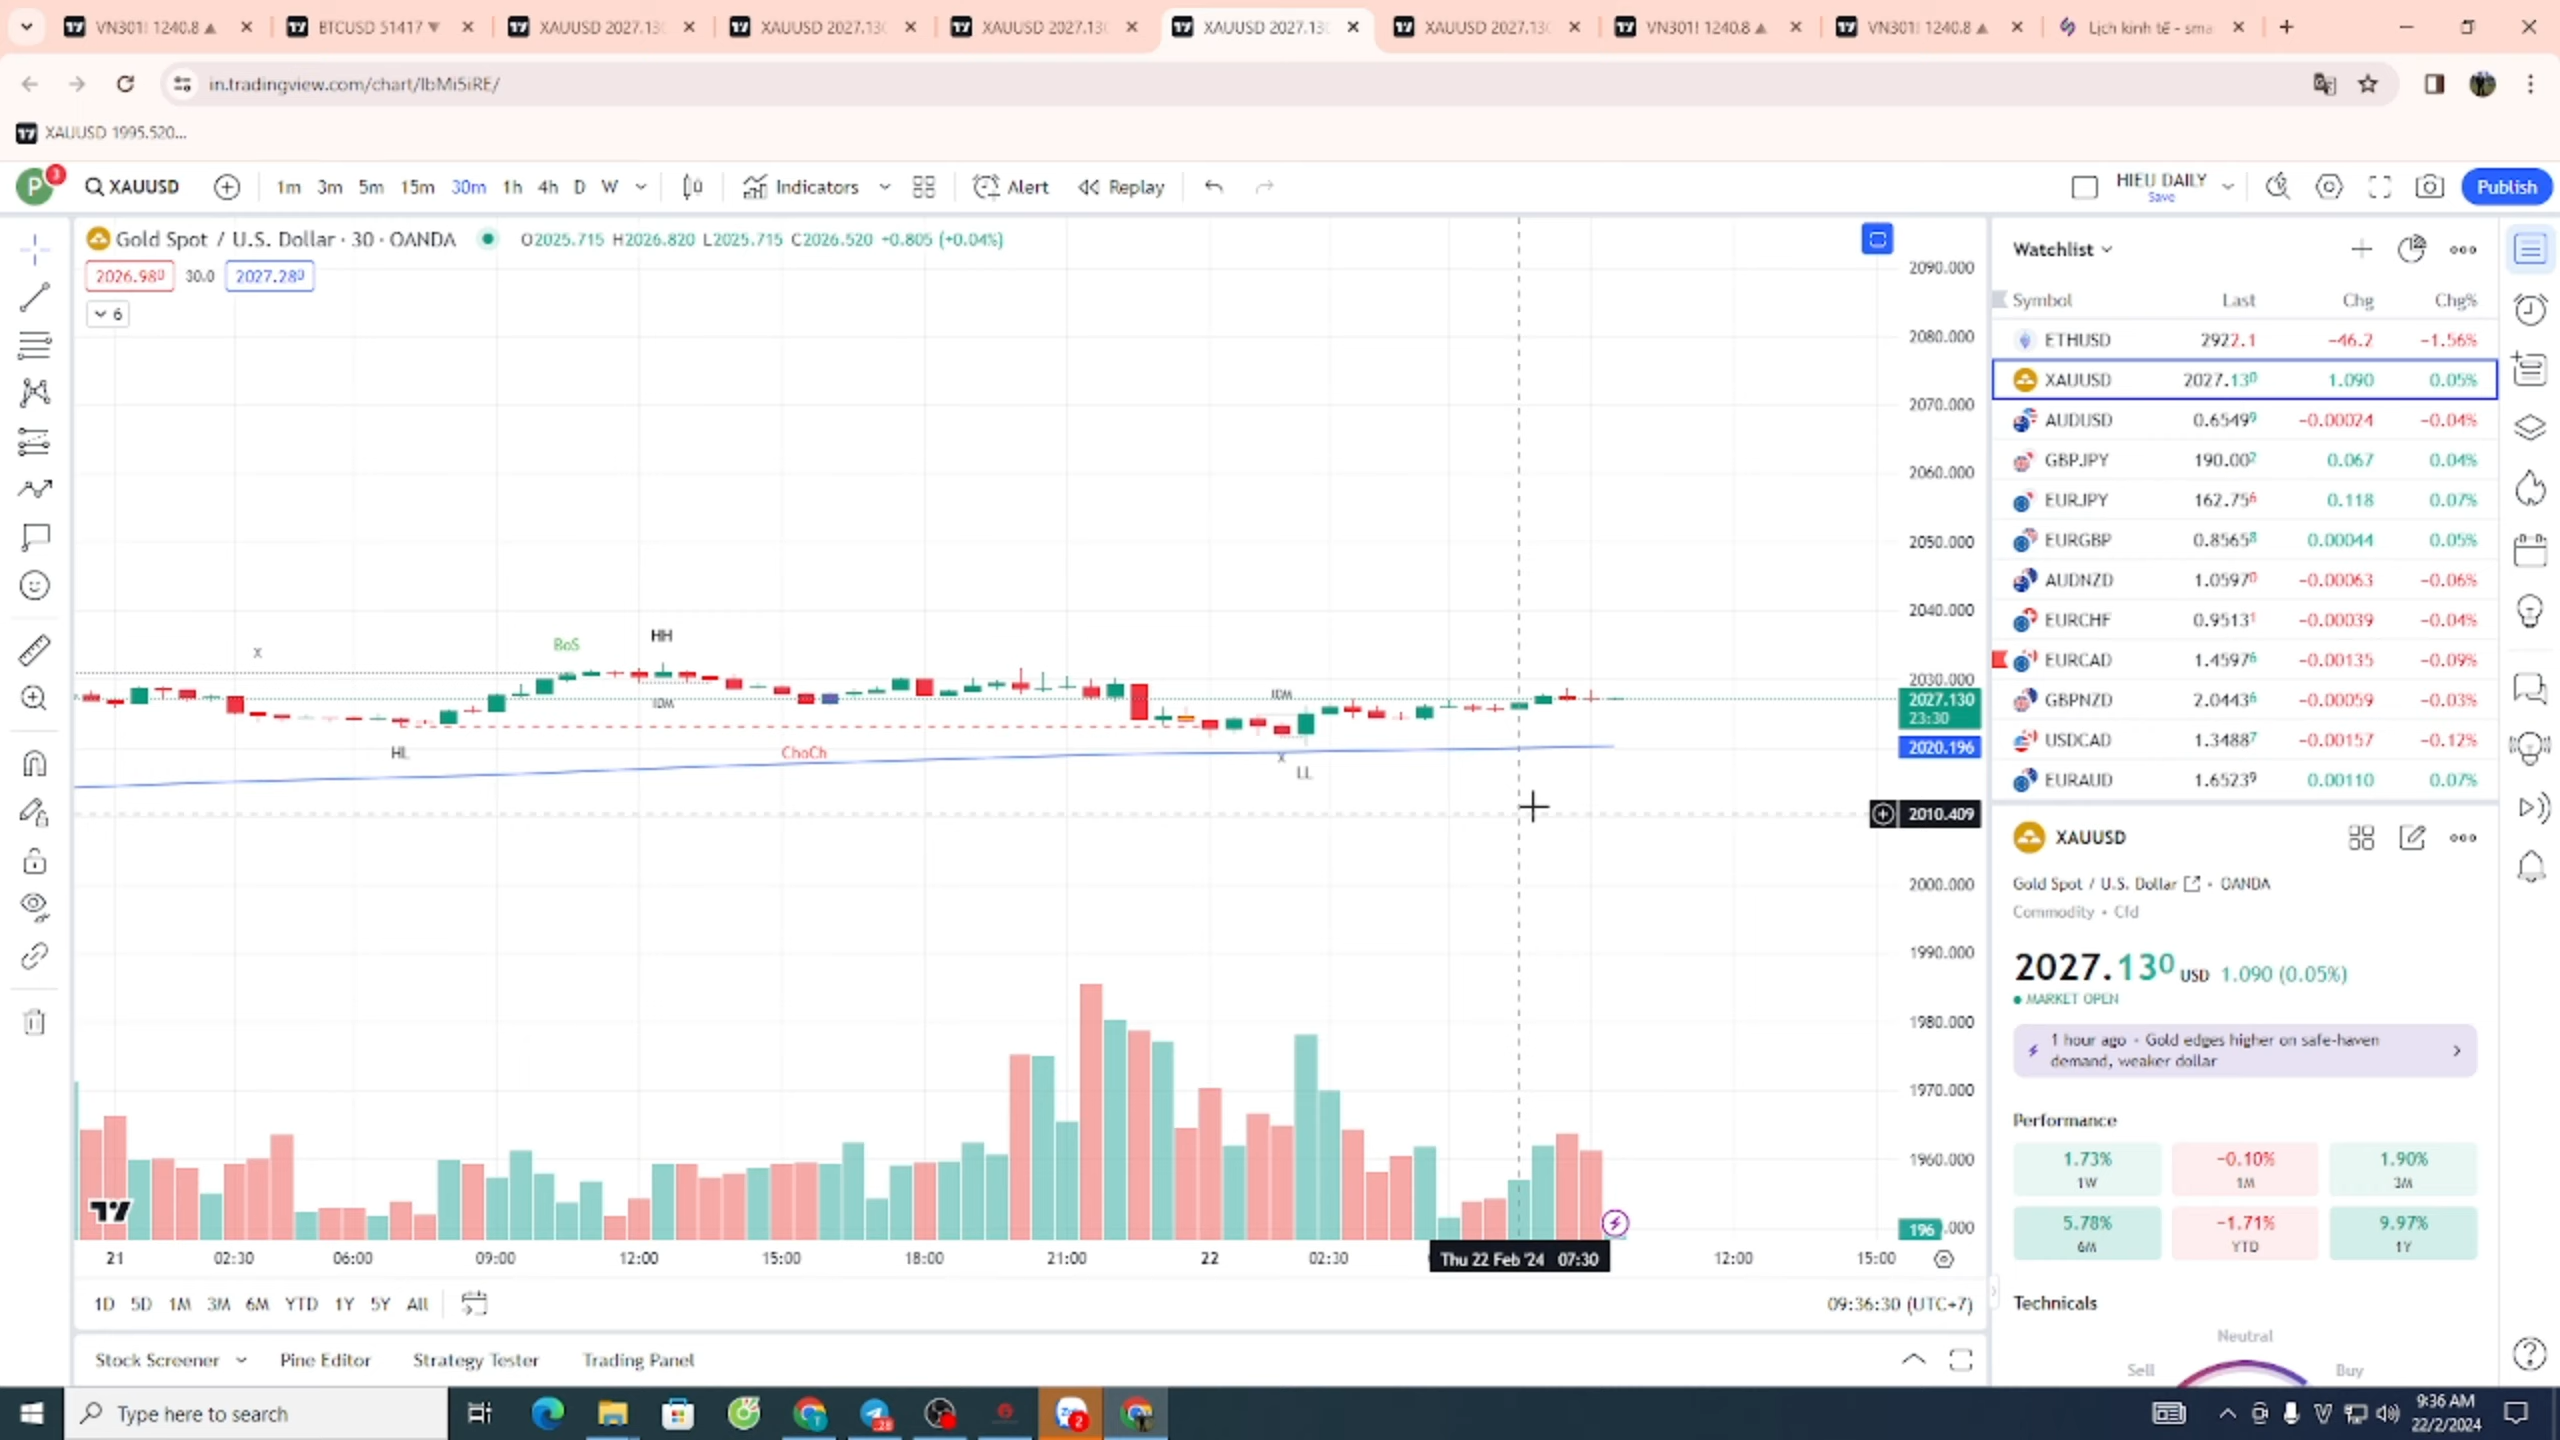 VN301! 1240.8 ▲
BTCUSD 51417 ▼
XAUUSD 2027.130
XAUUSD 2027.130
XAUUSD 2027.130
XAUUSD 2027.130
XAUUSD 2027.130
VN301! 1240.8 ▲
VN301! 1240.8 ▲
Lịch kinh tế - sma
in.tradingview.com/chart/lbMi5iRE/
XAUUSD 1995.520...
P 3
XAUUSD
1m 3m 5m 15m 30m 1h 4h D W
Indicators
Alert
Replay
HIEU DAILY
Save
Publish
Gold Spot / U.S. Dollar · 30 · OANDA
O2025.715 H2026.820 L2025.715 C2026.520 +0.805 (+0.04%)
2026.980 30.0 2027.280
6
2090.000
2080.000
2070.000
2060.000
2050.000
2040.000
2030.000
2027.130
23:30
2020.196
2010.409
2000.000
1990.000
1980.000
1970.000
1960.000
196 .000
X
BoS
HH
IDM
HL
ChoCh
IDM
X
LL
21 02:30 06:00 09:00 12:00 15:00 18:00 21:00 22 02:30 Thu 22 Feb '24 07:30 12:00 15:00
1D 5D 1M 3M 6M YTD 1Y 5Y All
09:36:30 (UTC+7)
Stock Screener Pine Editor Strategy Tester Trading Panel
Watchlist
Symbol Last Chg Chg%
ETHUSD 2922.1 −46.2 −1.56%
XAUUSD 2027.130 1.090 0.05%
AUDUSD 0.65499 −0.00024 −0.04%
GBPJPY 190.002 0.067 0.04%
EURJPY 162.756 0.118 0.07%
EURGBP 0.85658 0.00044 0.05%
AUDNZD 1.05970 −0.00063 −0.06%
EURCHF 0.95131 −0.00039 −0.04%
EURCAD 1.45976 −0.00135 −0.09%
GBPNZD 2.04436 −0.00059 −0.03%
USDCAD 1.34887 −0.00157 −0.12%
EURAUD 1.65239 0.00110 0.07%
XAUUSD
Gold Spot / U.S. Dollar • OANDA
Commodity • Cfd
2027.130 USD 1.090 (0.05%)
MARKET OPEN
1 hour ago • Gold edges higher on safe-haven
demand, weaker dollar
Performance
1.73% −0.10% 1.90%
1W 1M 3M
5.78% −1.71% 9.97%
6M YTD 1Y
Technicals
Neutral
Sell Buy
Type here to search
28
2
9:36 AM
22/2/2024